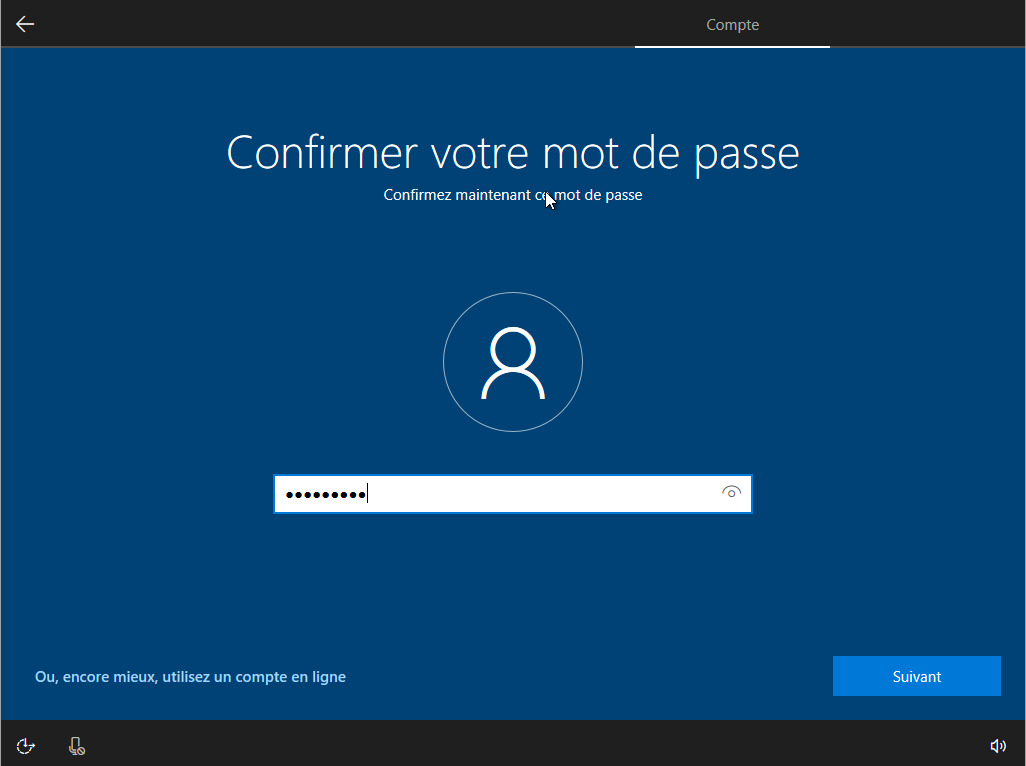 Compte
Confirmer votre mot de passe
Confirmez maintenant ce mot de passe
Ou, encore mieux, utilisez un compte en ligne
Suivant